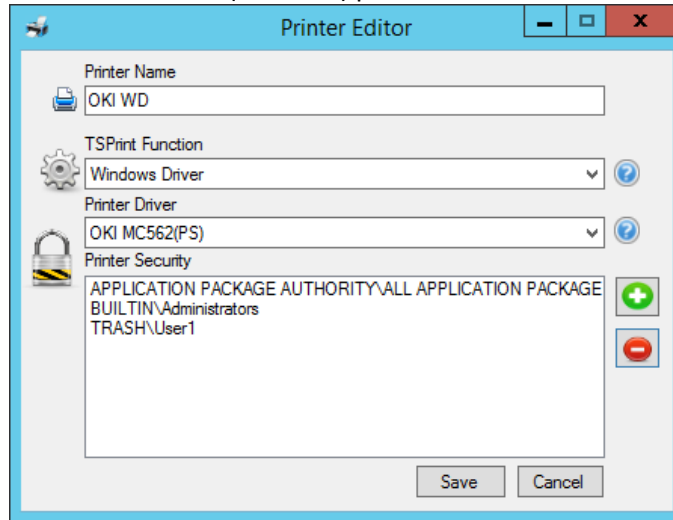 Printer Editor
Printer Name
OKI WD
TSPrint Function
Windows Driver
Printer Driver
OKI MC562(PS)
Printer Security
APPLICATION PACKAGE AUTHORITY\ALL APPLICATION PACKAGE
BUILTIN\Administrators
TRASH\User1
Save Cancel